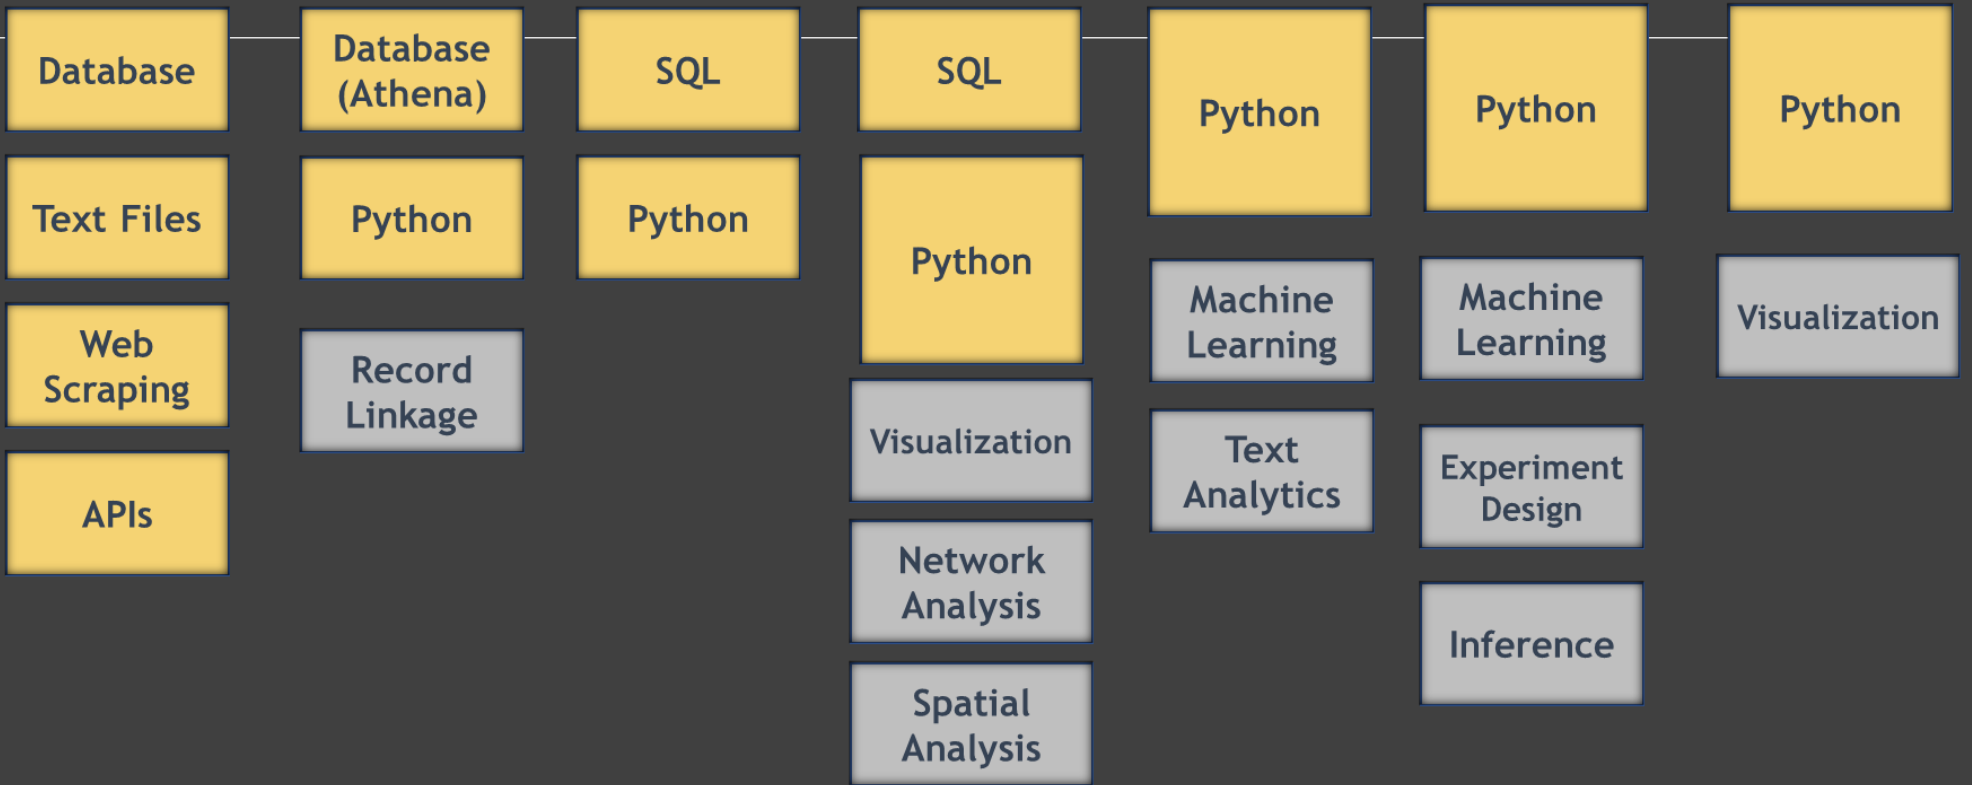 Database
Text Files
Web
Scraping
APIs
Database
(Athena)
Python
Record
Linkage
SQL
Python
SQL
Python
Visualization
Network
Analysis
Spatial
Analysis
Python
Machine
Learning
Text
Analytics
Python
Machine
Learning
Experiment
Design
Inference
Python
Visualization